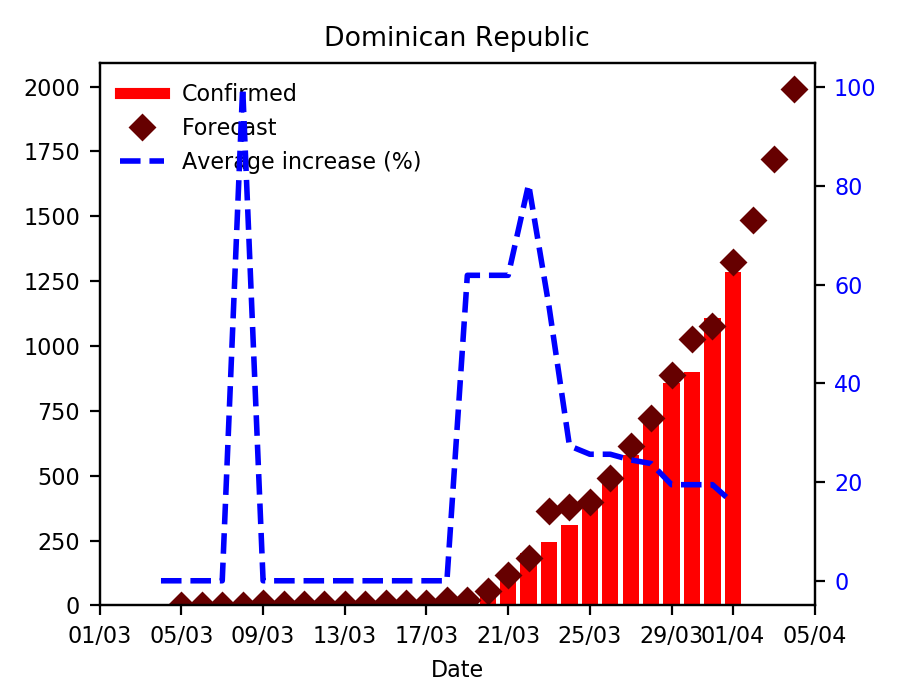 Dominican Republic
Confirmed
Forecast
Average increase (%)
2000
1750
1500
1250
1000
750
500
250
0
100
80
60
40
20
0
01/03 05/03 09/03 13/03 17/03 21/03 25/03 29/03 01/04 05/04
Date